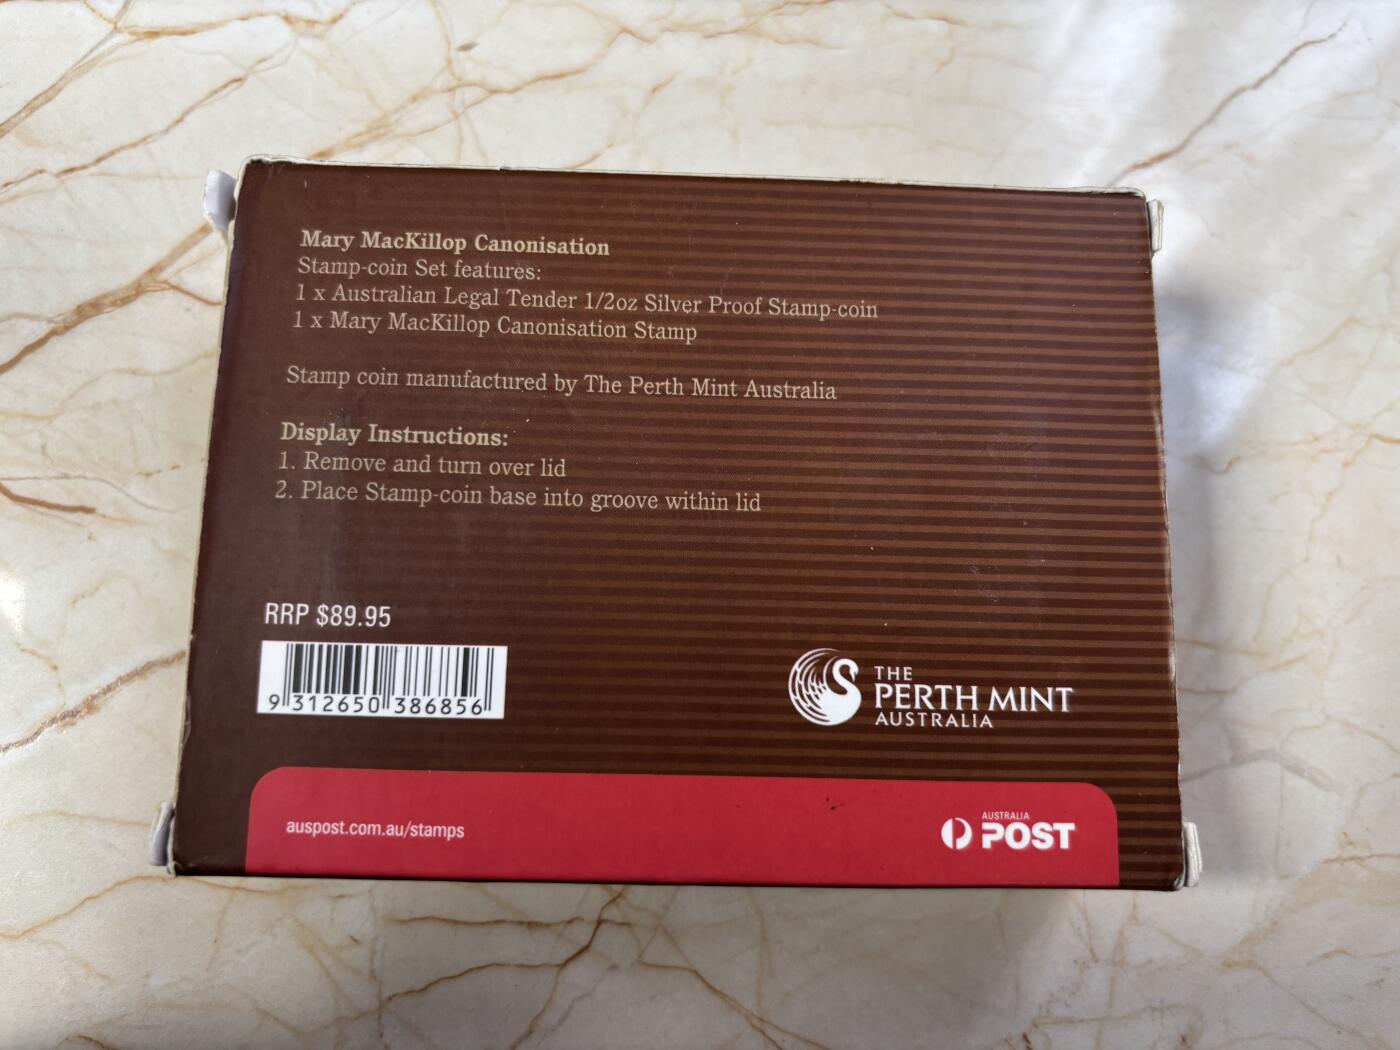 Mary MacKillop Canonisation
Stamp-coin Set features:
1 x Australian Legal Tender 1/2oz Silver Proof Stamp-coin
1 x Mary MacKillop Canonisation Stamp
Stamp coin manufactured by The Perth Mint Australia
Display Instructions:
1. Remove and turn over lid
2. Place Stamp-coin base into groove within lid
RRP $89.95
9 312650 386856
THE
PERTH MINT
AUSTRALIA
auspost.com.au/stamps
AUSTRALIA
POST